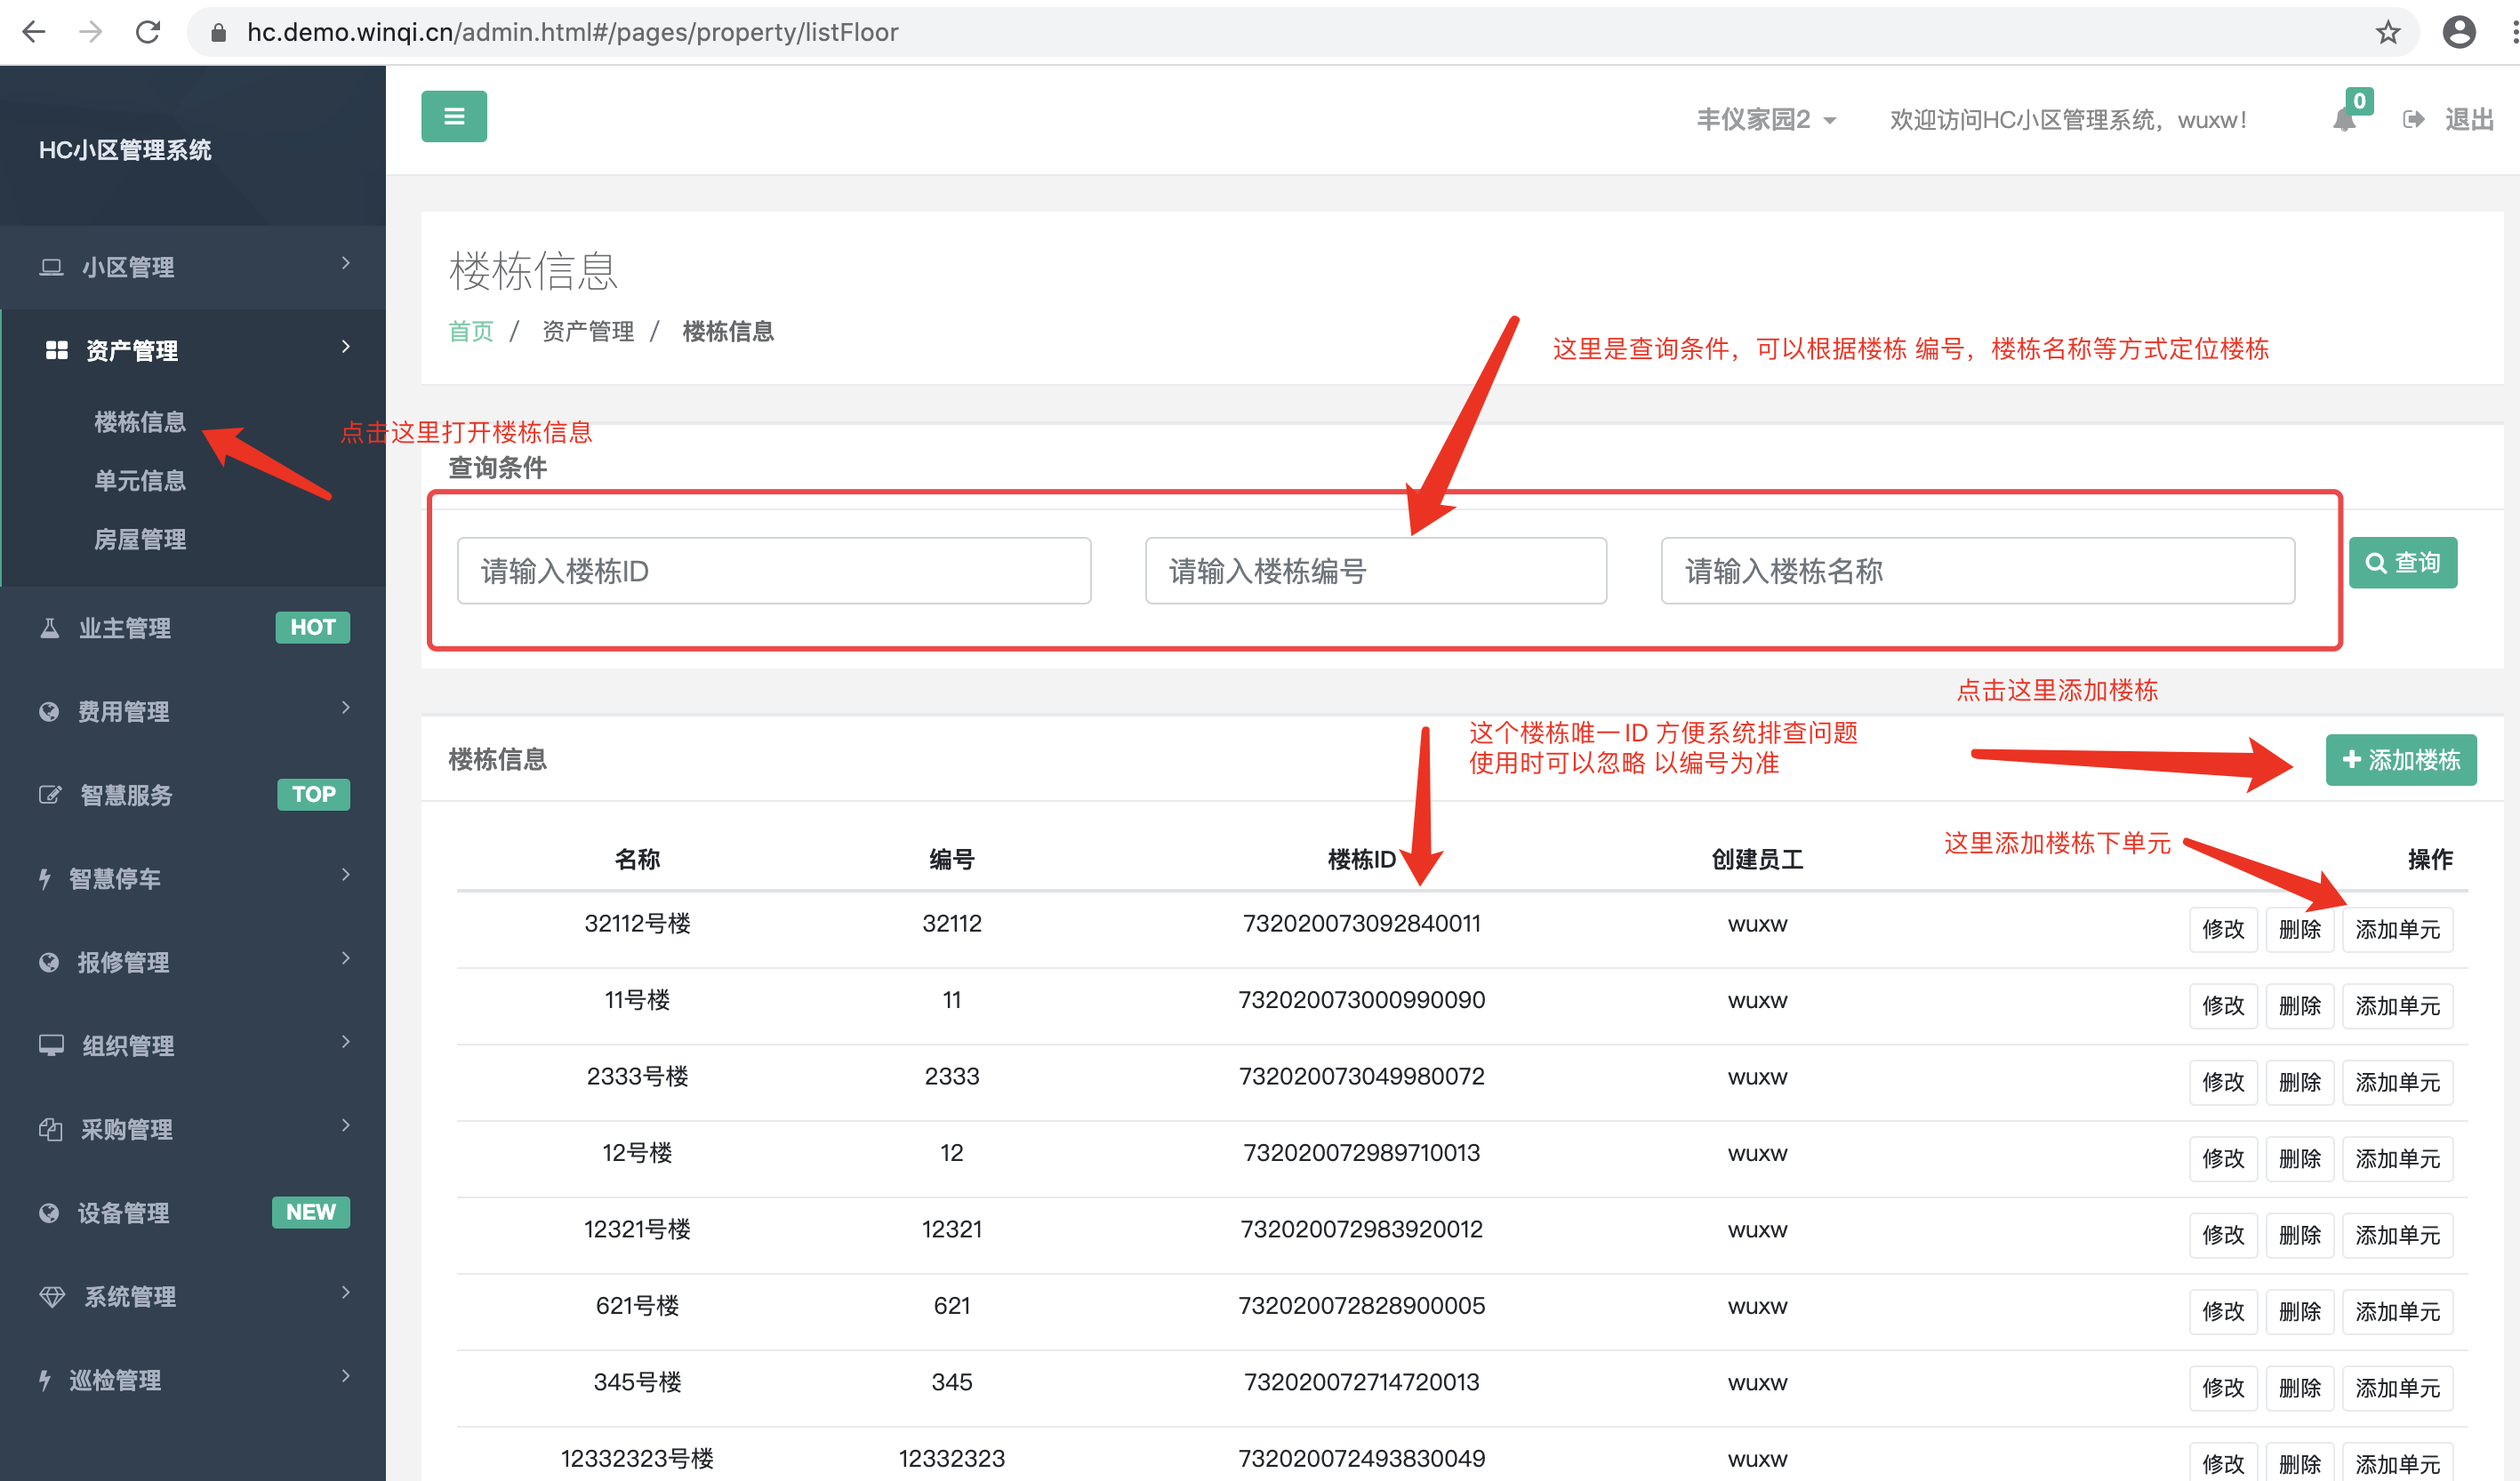 hc.demo.winqi.cn/admin.html#/pages/property/listFloor
HC小区管理系统
丰仪家园2
欢迎访问HC小区管理系统，wuxw！
0
退出
小区管理
资产管理
楼栋信息
单元信息
房屋管理
业主管理
HOT
费用管理
智慧服务
TOP
智慧停车
报修管理
组织管理
采购管理
设备管理
NEW
系统管理
巡检管理
楼栋信息
首页 / 资产管理 / 楼栋信息
这里是查询条件，可以根据楼栋 编号，楼栋名称等方式定位楼栋
点击这里打开楼栋信息
查询条件
请输入楼栋ID 请输入楼栋编号 请输入楼栋名称 查询
点击这里添加楼栋
这个楼栋唯一ID 方便系统排查问题
使用时可以忽略 以编号为准
楼栋信息
添加楼栋
这里添加楼栋下单元
名称 编号 楼栋ID 创建员工 操作
32112号楼 32112 732020073092840011 wuxw 修改 删除 添加单元
11号楼 11 732020073000990090 wuxw 修改 删除 添加单元
2333号楼 2333 732020073049980072 wuxw 修改 删除 添加单元
12号楼 12 732020072989710013 wuxw 修改 删除 添加单元
12321号楼 12321 732020072983920012 wuxw 修改 删除 添加单元
621号楼 621 732020072828900005 wuxw 修改 删除 添加单元
345号楼 345 732020072714720013 wuxw 修改 删除 添加单元
12332323号楼 12332323 732020072493830049 wuxw 修改 删除 添加单元